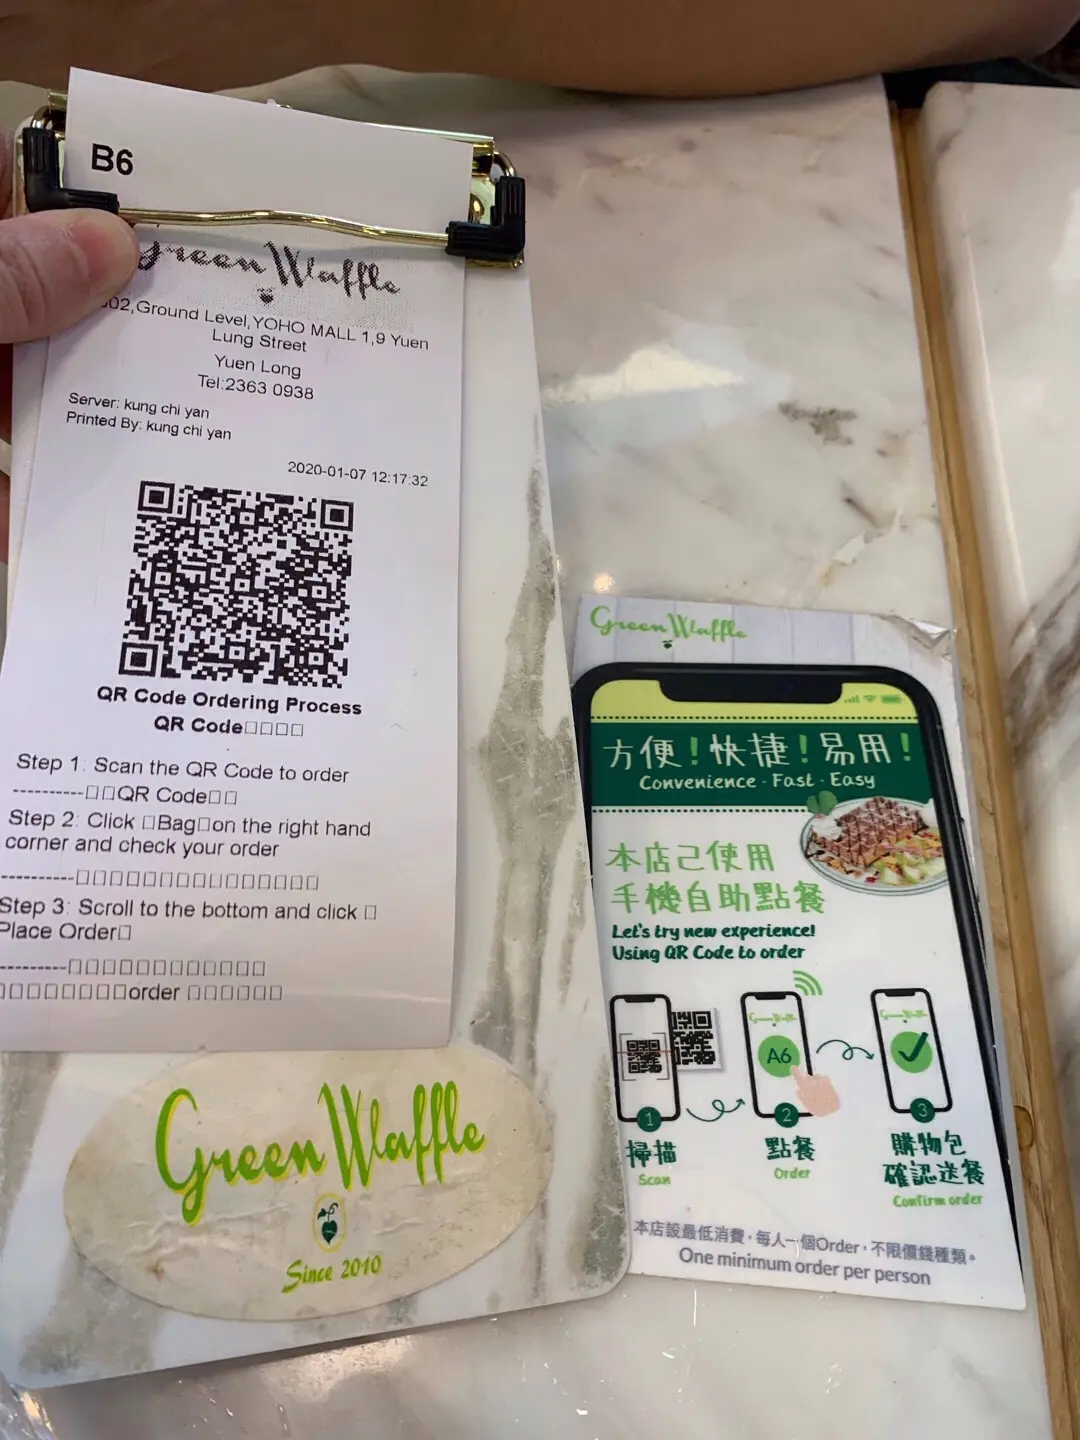 B6
Green Waffle
02,Ground Level,YOHO MALL 1,9 Yuen
Lung Street
Yuen Long
Tel:2363 0938
Server: kung chi yan
Printed By: kung chi yan
2020-01-07 12:17:32
QR Code Ordering Process
QR Code□□□□
Step 1: Scan the QR Code to order
----------□□QR Code□□
Step 2: Click □Bag□on the right hand
corner and check your order
----------□□□□□□□□□□□□□□□
Step 3: Scroll to the bottom and click □
Place Order□
---------□□□□□□□□□□□□
□□□□□□□□order □□□□□□
Green Waffle
Since 2010
Green Waffle
方便！快捷！易用！
Convenience · Fast · Easy
本店己使用
手機自助點餐
Let's try new experience!
Using QR Code to order
Green Waffle
Green Waffle
A6
1
2
3
掃描
Scan
點餐
Order
購物包
確認送餐
Confirm order
本店設最低消費，每人一個Order，不限價錢種類。
One minimum order per person